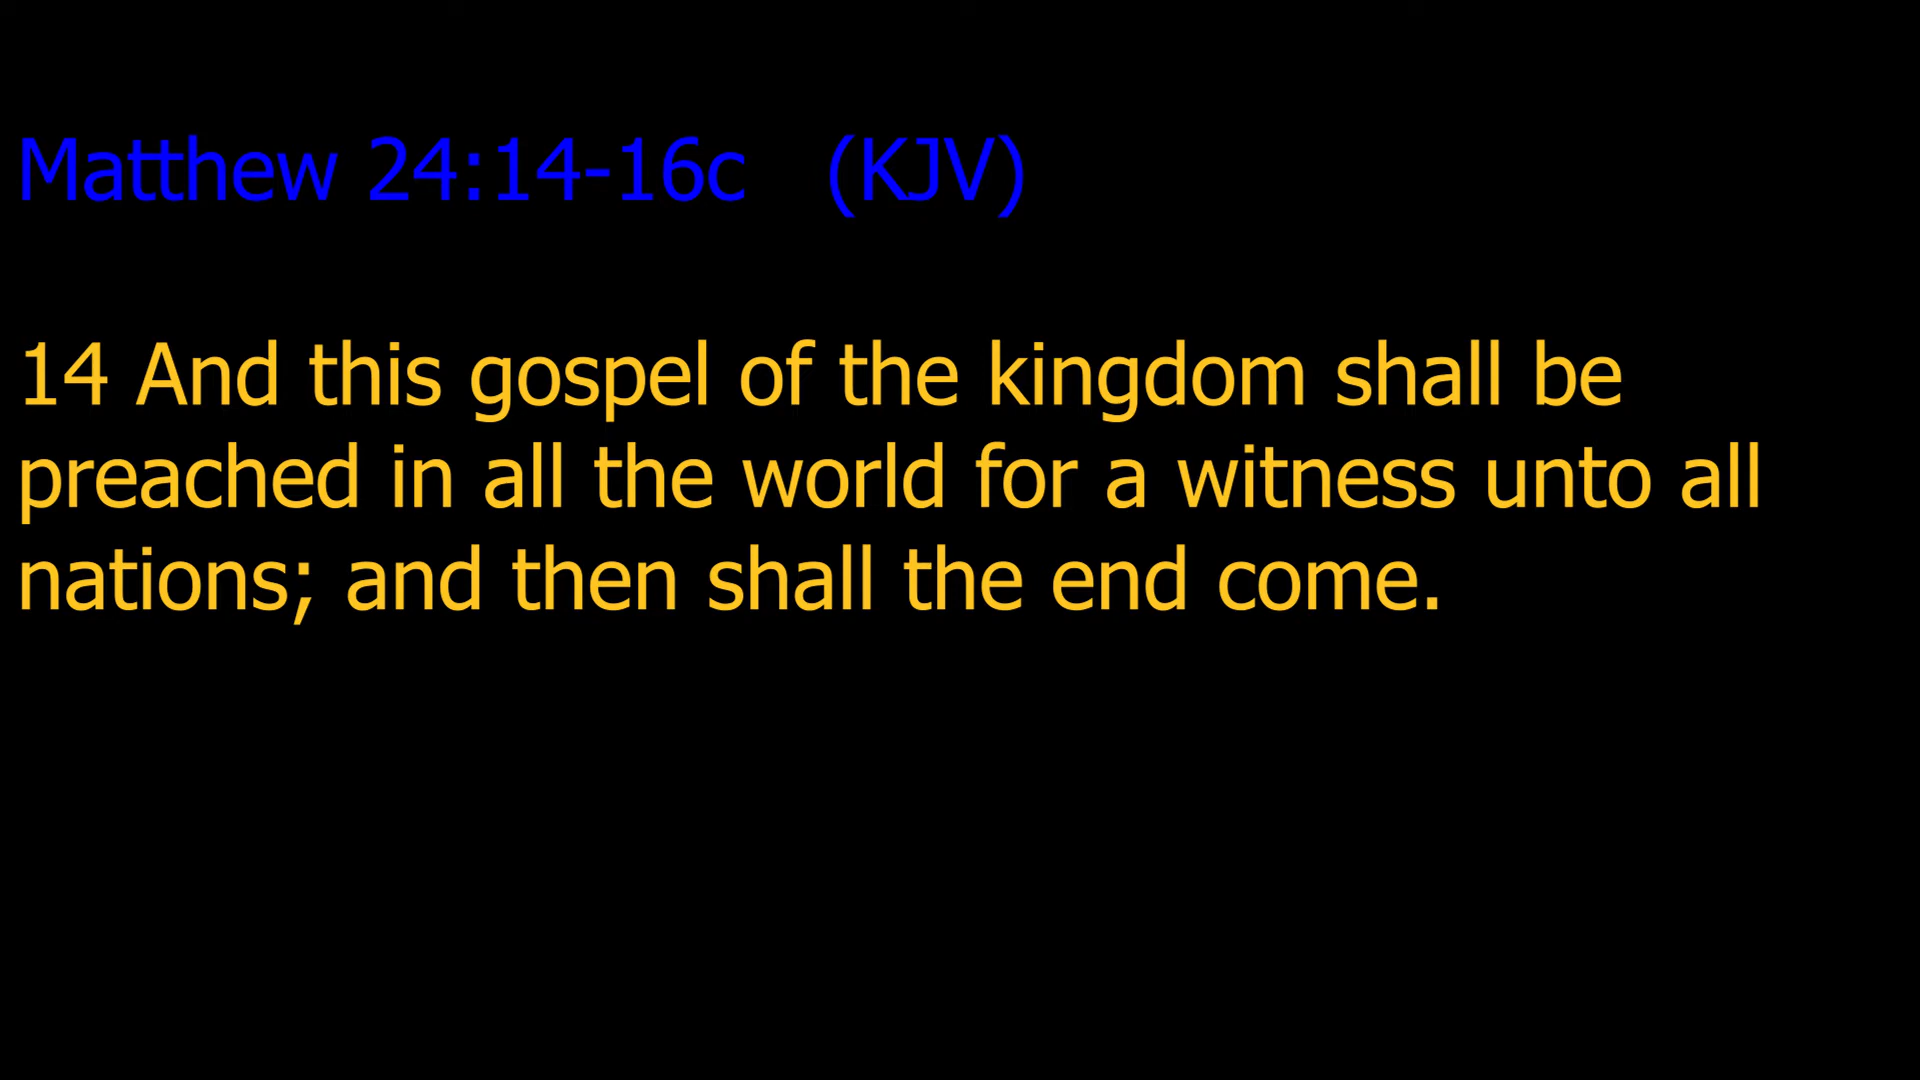 Matthew 24:14-16c (KJV)
14 And this gospel of the kingdom shall be
preached in all the world for a witness unto all
nations; and then shall the end come.